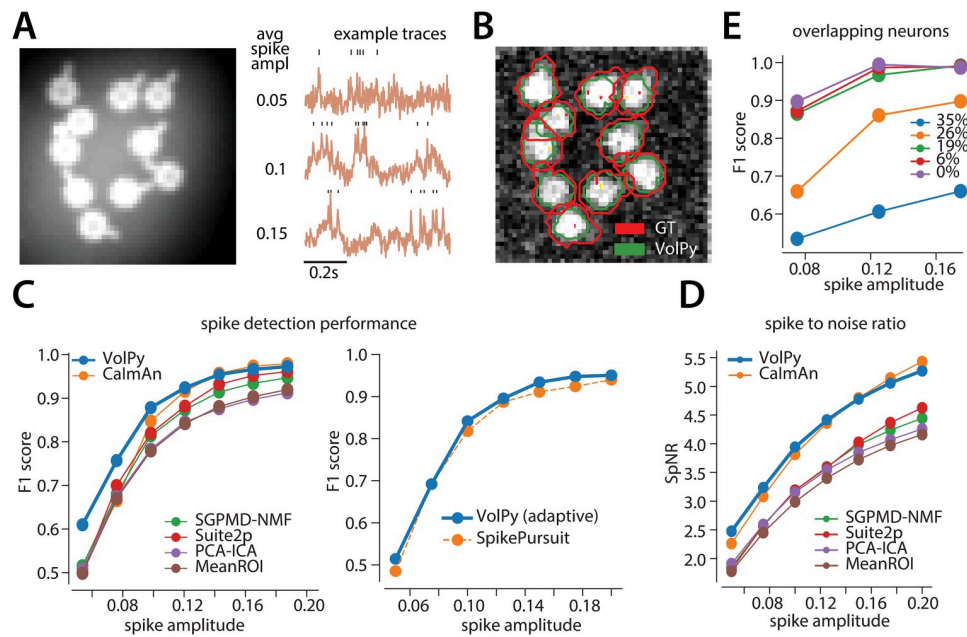 A
avg
spike
ampl
example traces
0.05
0.1
0.15
0.2s
B
GT
VolPy
E
overlapping neurons
1.0
0.9
0.8
0.7
0.6
F1 score
35%
26%
19%
6%
0%
0.08
0.12
0.16
spike amplitude
C
spike detection performance
VolPy
CaImAn
1.0
0.9
0.8
0.7
0.6
0.5
F1 score
SGPMD-NMF
Suite2p
PCA-ICA
MeanROI
0.08
0.12
0.16
0.20
spike amplitude
1.0
0.9
0.8
0.7
0.6
0.5
F1 score
VolPy (adaptive)
SpikePursuit
0.06
0.10
0.14
0.18
spike amplitude
D
spike to noise ratio
VolPy
CaImAn
5.5
5.0
4.5
4.0
3.5
3.0
2.5
2.0
SpNR
SGPMD-NMF
Suite2p
PCA-ICA
MeanROI
0.08
0.12
0.16
0.20
spike amplitude